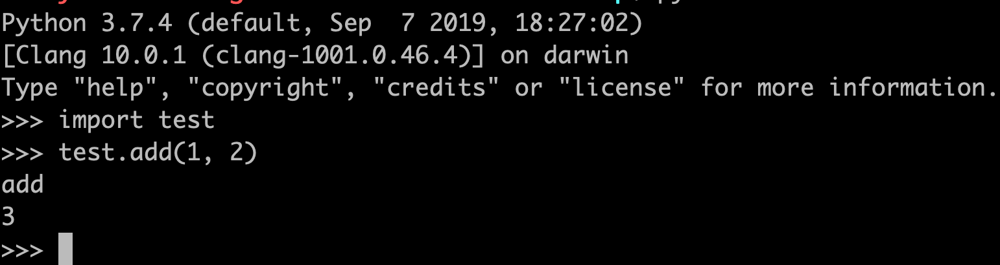 Python 3.7.4 (default, Sep  7 2019, 18:27:02)
[Clang 10.0.1 (clang-1001.0.46.4)] on darwin
Type "help", "copyright", "credits" or "license" for more information.
>>> import test
>>> test.add(1, 2)
add
3
>>>